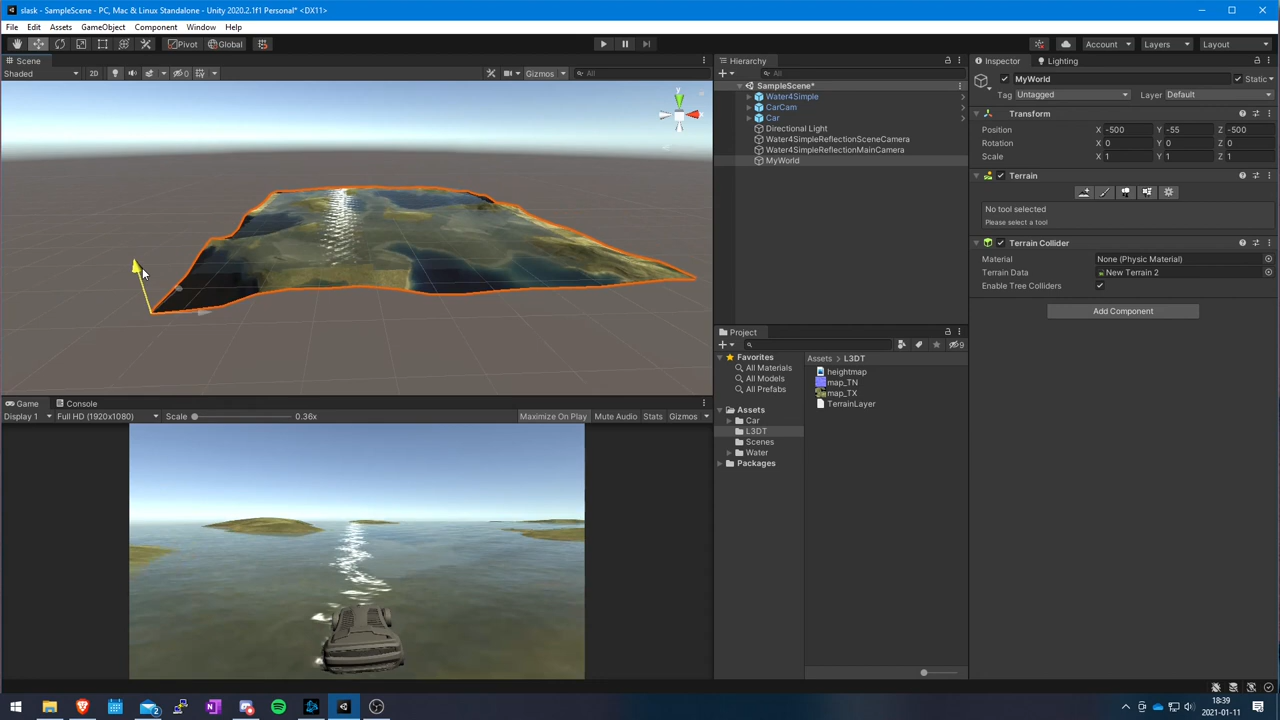 slask - SampleScene - PC, Mac & Linux Standalone - Unity 2020.2.1f1 Personal* <DX11>
File Edit Assets GameObject Component Window Help
Pivot Global Account Layers Layout
Scene
Shaded 2D 0 Gizmos All
y
x
Hierarchy
All
SampleScene*
Water4Simple
CarCam
Car
Directional Light
Water4SimpleReflectionSceneCamera
Water4SimpleReflectionMainCamera
MyWorld
Inspector Lighting
MyWorld Static
Tag Untagged Layer Default
Transform
Position X -500 Y -55 Z -500
Rotation X 0 Y 0 Z 0
Scale X 1 Y 1 Z 1
Terrain
No tool selected
Please select a tool
Terrain Collider
Material None (Physic Material)
Terrain Data New Terrain 2
Enable Tree Colliders
Add Component
Project
9
Favorites
All Materials
All Models
All Prefabs
Assets
Car
L3DT
Scenes
Water
Packages
Assets > L3DT
heightmap
map_TN
map_TX
TerrainLayer
Game Console
Display 1 Full HD (1920x1080) Scale 0.36x Maximize On Play Mute Audio Stats Gizmos
18:39
2021-01-11